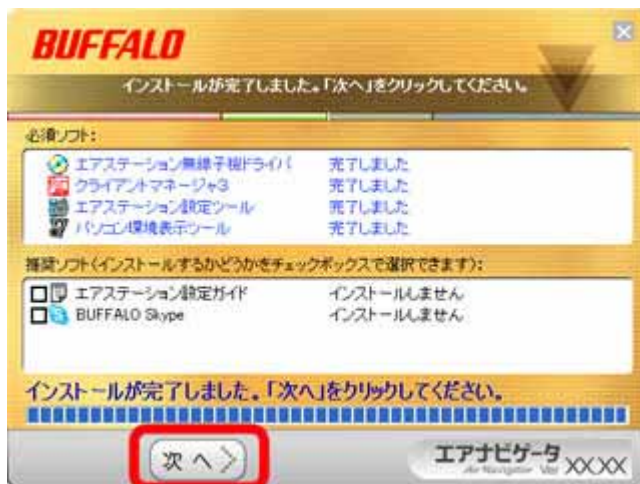 BUFFALO
インストールが完了しました。「次へ」をクリックしてください。
必須ソフト:
エアステーション無線子機ドライバ 完了しました
クライアントマネージャ3 完了しました
エアステーション設定ツール 完了しました
パソコン環境表示ツール 完了しました
推奨ソフト(インストールするかどうかをチェックボックスで選択できます):
エアステーション設定ガイド インストールしません
BUFFALO Skype インストールしません
インストールが完了しました。「次へ」をクリックしてください。
次へ
エアナビゲータ
Air Navigator Ver XX.XX